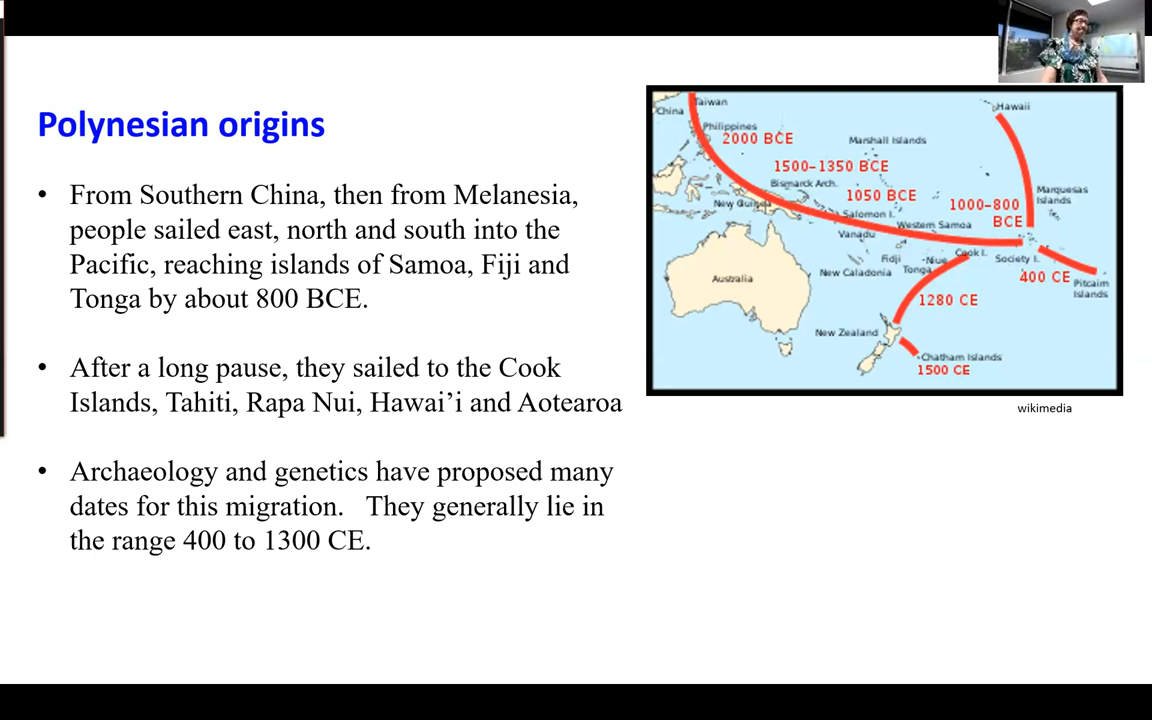 Polynesian origins
• From Southern China, then from Melanesia,
people sailed east, north and south into the
Pacific, reaching islands of Samoa, Fiji and
Tonga by about 800 BCE.
• After a long pause, they sailed to the Cook
Islands, Tahiti, Rapa Nui, Hawai’i and Aotearoa
• Archaeology and genetics have proposed many
dates for this migration. They generally lie in
the range 400 to 1300 CE.
China
Taiwan
Hawaii
Philippines
2000 BCE
Marshall Islands
1500–1350 BCE
Bismarck Arch.
1050 BCE
Marquesas
Islands
New Guinea
1000–800
BCE
Salomon I.
Western Samoa
Vanadu
Fidji
Niue
Cook I.
Society I.
Australia
New Caledonia
Tonga
400 CE
Pitcairn
Islands
1280 CE
New Zealand
Chatham Islands
1500 CE
wikimedia